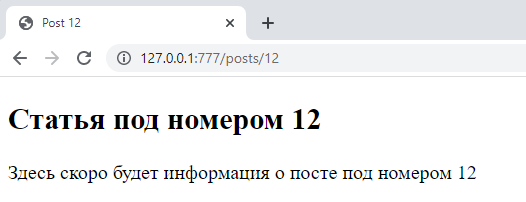 Post 12
127.0.0.1:777/posts/12
Статья под номером 12
Здесь скоро будет информация о посте под номером 12